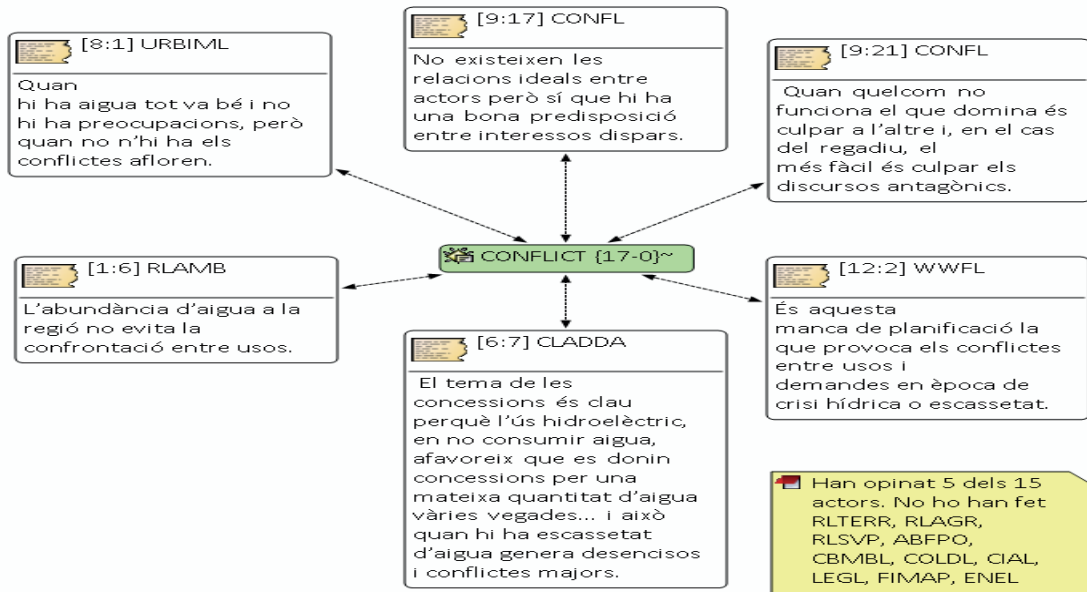 [8:1] URBIML
Quan
hi ha aigua tot va bé i no
hi ha preocupacions, però
quan no n’hi ha els
conflictes afloren.
[9:17] CONFL
No existeixen les
relacions ideals entre
actors però sí que hi ha
una bona predisposició
entre interessos dispars.
[9:21] CONFL
Quan quelcom no
funciona el que domina és
culpar a l’altre i, en el cas
del regadiu, el
més fàcil és culpar els
discursos antagònics.
CONFLICT {17-0}~
[1:6] RLAMB
L’abundància d’aigua a la
regió no evita la
confrontació entre usos.
[6:7] CLADDA
El tema de les
concessions és clau
perquè l’ús hidroelèctric,
en no consumir aigua,
afavoreix que es donin
concessions per una
mateixa quantitat d’aigua
vàries vegades... i això
quan hi ha escassetat
d’aigua genera desencisos
i conflictes majors.
[12:2] WWFL
És aquesta
manca de planificació la
que provoca els conflictes
entre usos i
demandes en època de
crisi hídrica o escassetat.
Han opinat 5 dels 15
actors. No ho han fet
RLTERR, RLAGR,
RLSVP, ABFPO,
CBMBL, COLDL, CIAL,
LEGL, FIMAP, ENEL